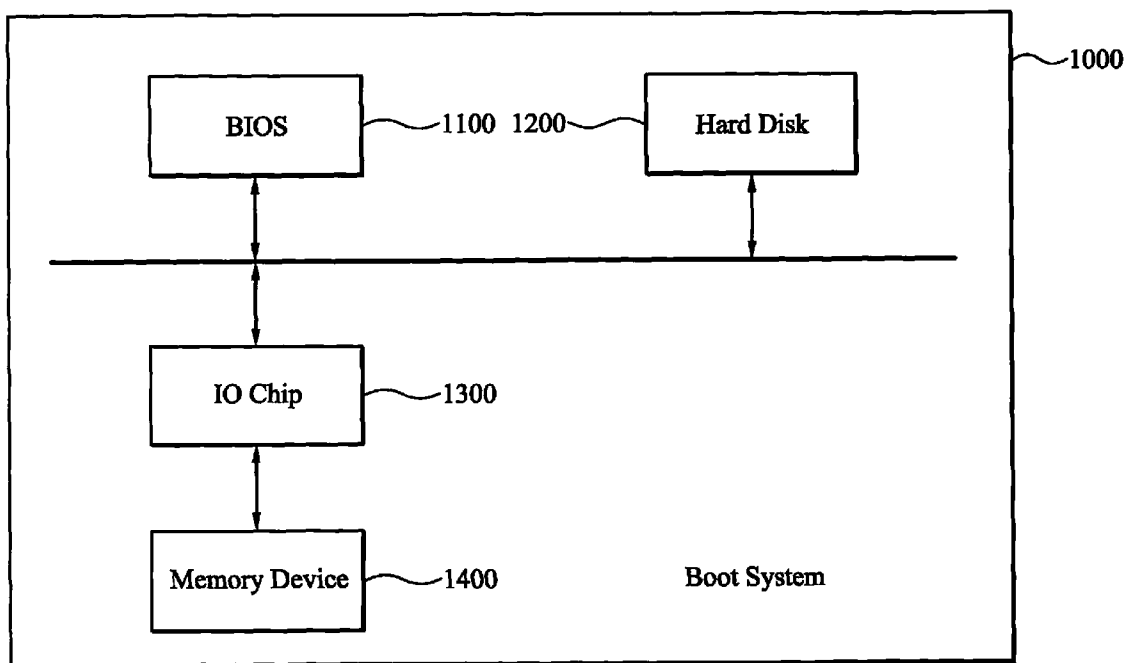 1000
BIOS
1100
1200
Hard Disk
IO Chip
1300
Memory Device
1400
Boot System